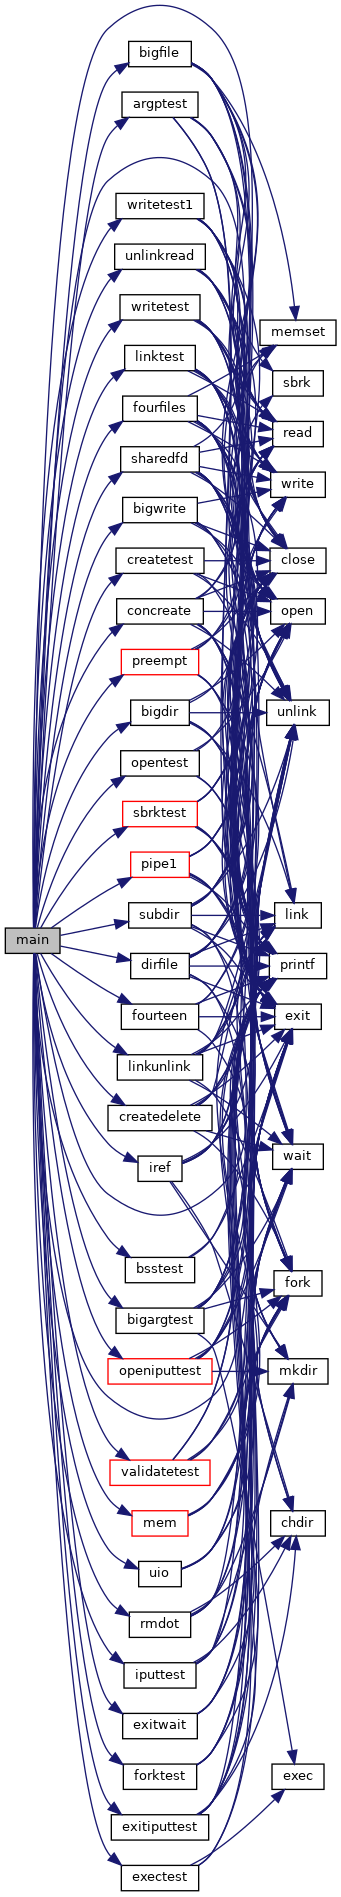 main
bigfile
argptest
writetest1
unlinkread
writetest
linktest
fourfiles
sharedfd
bigwrite
createtest
concreate
preempt
bigdir
opentest
sbrktest
pipe1
subdir
dirfile
fourteen
linkunlink
createdelete
iref
bsstest
bigargtest
openiputtest
validatetest
mem
uio
rmdot
iputtest
exitwait
forktest
exitiputtest
exectest
memset
sbrk
read
write
close
open
unlink
link
printf
exit
wait
fork
mkdir
chdir
exec